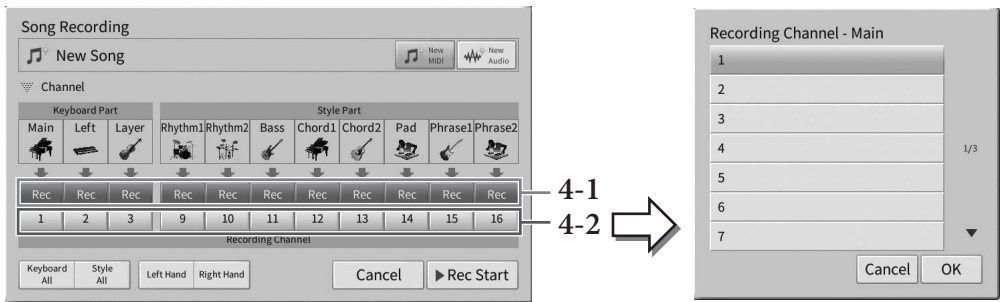 Song Recording
New Song
New MIDI
New Audio
Channel
Keyboard Part
Style Part
Main Left Layer Rhythm1 Rhythm2 Bass Chord1 Chord2 Pad Phrase1 Phrase2
Rec Rec Rec Rec Rec Rec Rec Rec Rec Rec Rec
4-1
1 2 3 9 10 11 12 13 14 15 16
4-2
Recording Channel
Keyboard All
Style All
Left Hand Right Hand
Cancel
Rec Start
Recording Channel - Main
1
2
3
4
1/3
5
6
7
Cancel OK